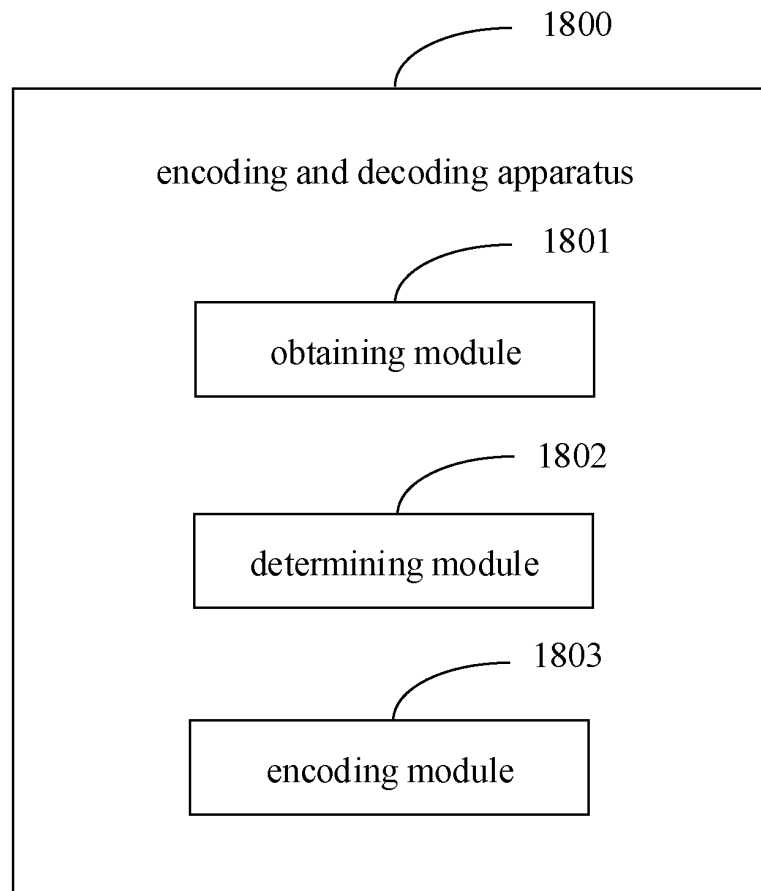 1800
encoding and decoding apparatus
1801
obtaining module
1802
determining module
1803
encoding module